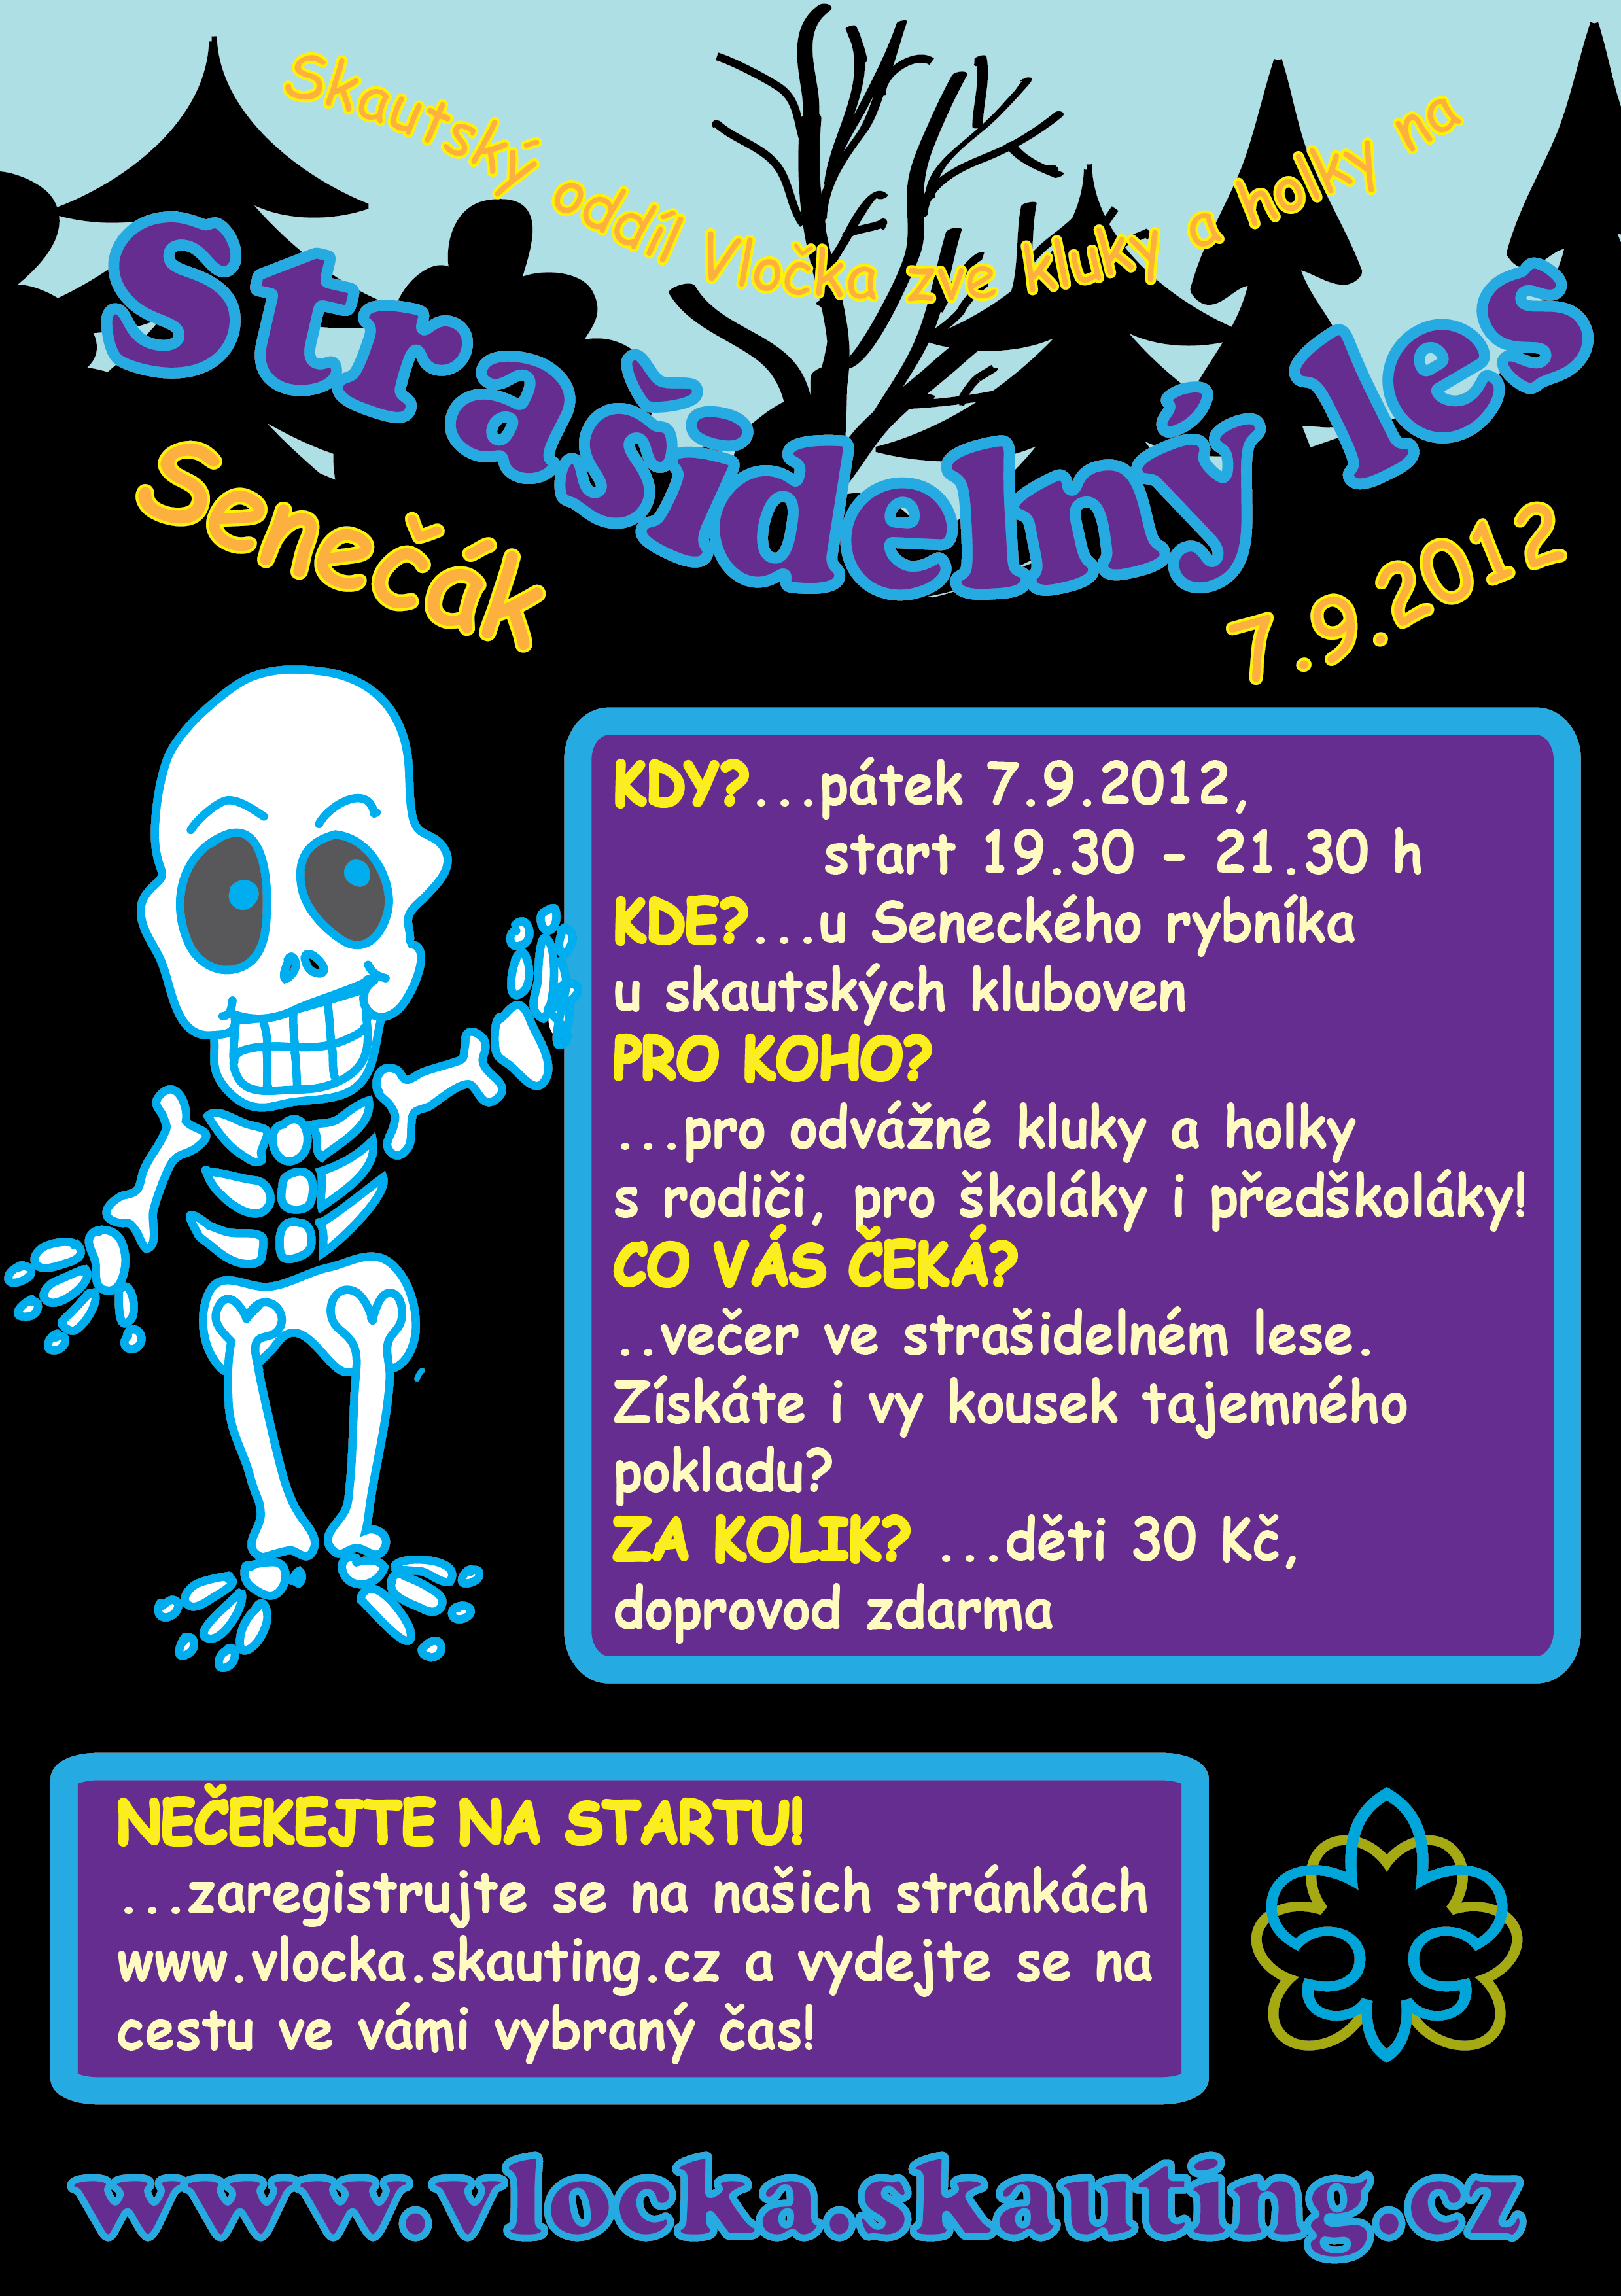 Skautský oddíl Vločka zve kluky a holky na
Strašidelný les
Senečák
7.9.2012
KDY?...pátek 7.9.2012,
start 19.30 - 21.30 h
KDE?...u Seneckého rybníka
u skautských kluboven
PRO KOHO?
...pro odvážné kluky a holky
s rodiči, pro školáky i předškoláky!
CO VÁS ČEKÁ?
..večer ve strašidelném lese.
Získáte i vy kousek tajemného
pokladu?
ZA KOLIK? ...děti 30 Kč,
doprovod zdarma
NEČEKEJTE NA STARTU!
...zaregistrujte se na našich stránkách
www.vlocka.skauting.cz a vydejte se na
cestu ve vámi vybraný čas!
www.vlocka.skauting.cz